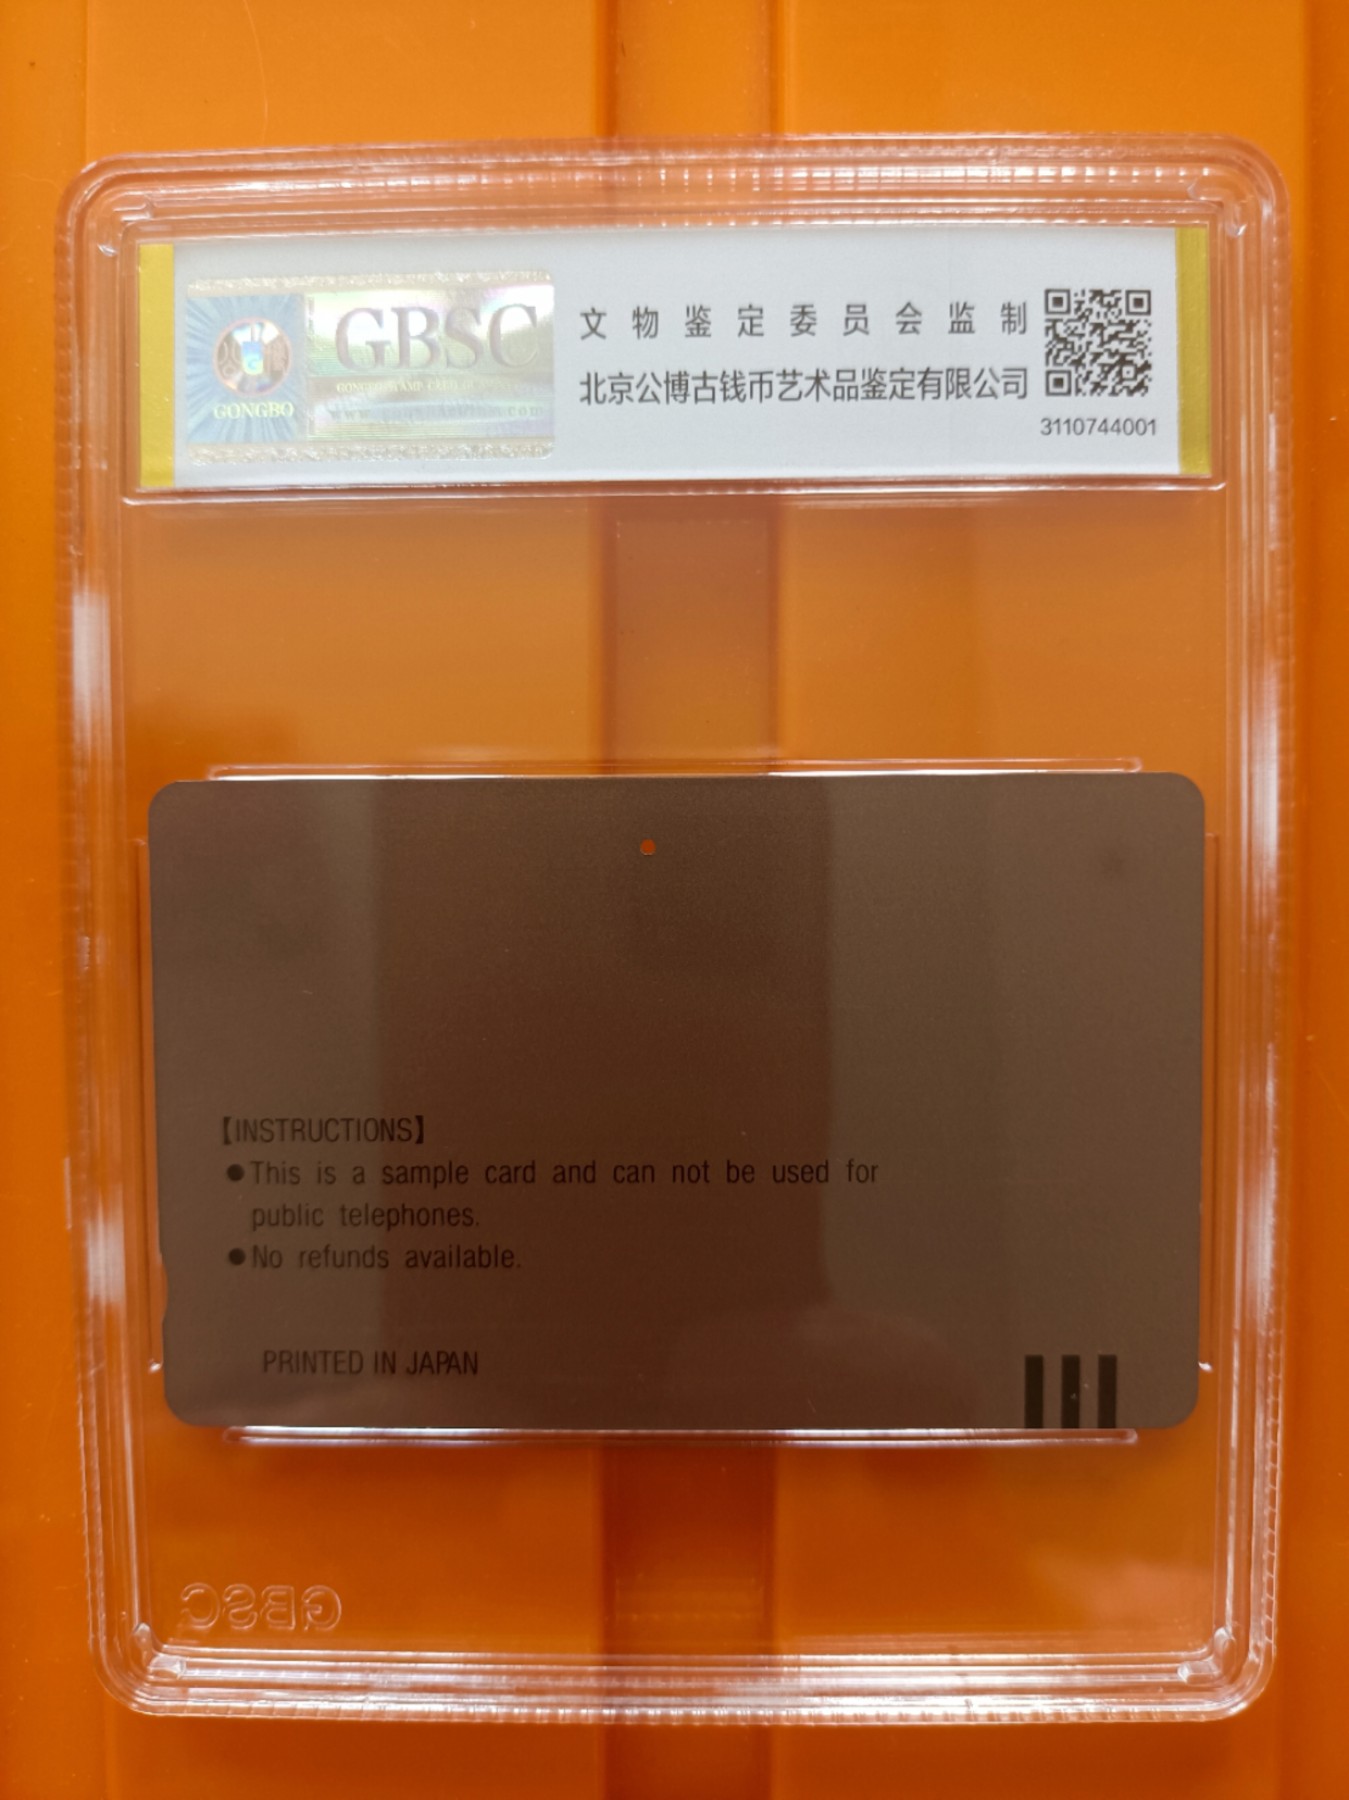 GBSC
GONGBO
文物鉴定委员会监制
北京公博古钱币艺术品鉴定有限公司
3110744001
【INSTRUCTIONS】
●This is a sample card and can not be used for
public telephones.
●No refunds available.
PRINTED IN JAPAN
GBSC